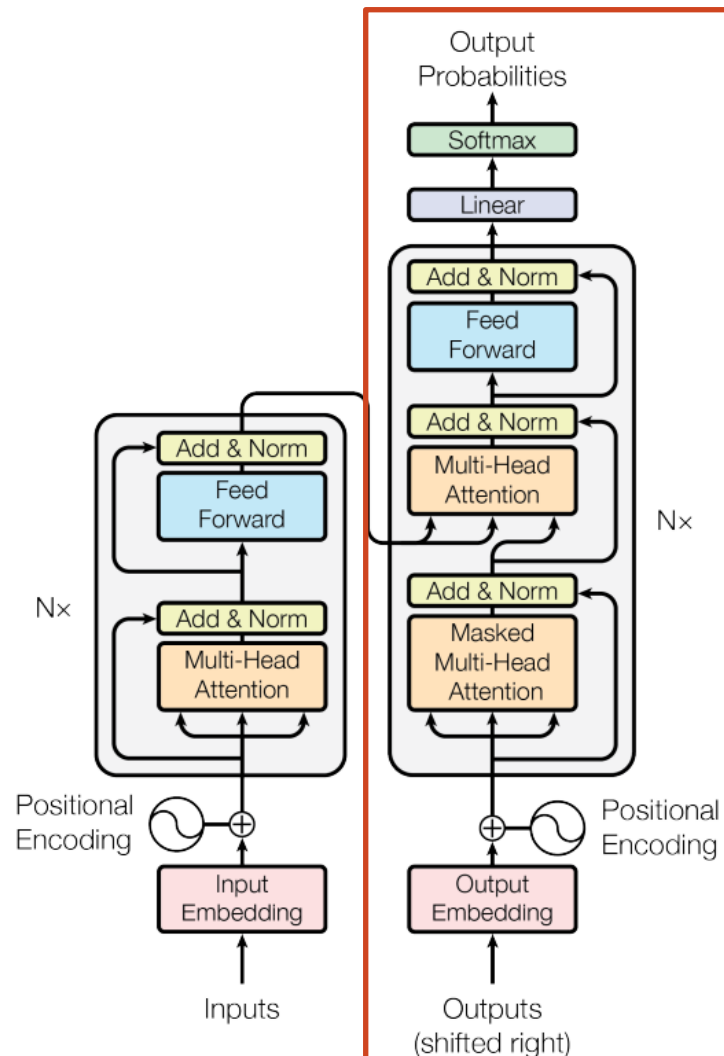 Output
Probabilities
Softmax
Linear
Add & Norm
Feed
Forward
Add & Norm
Multi-Head
Attention
Nx
Add & Norm
Masked
Multi-Head
Attention
Positional
Encoding
Output
Embedding
Outputs
(shifted right)
Add & Norm
Feed
Forward
Nx
Add & Norm
Multi-Head
Attention
Positional
Encoding
Input
Embedding
Inputs